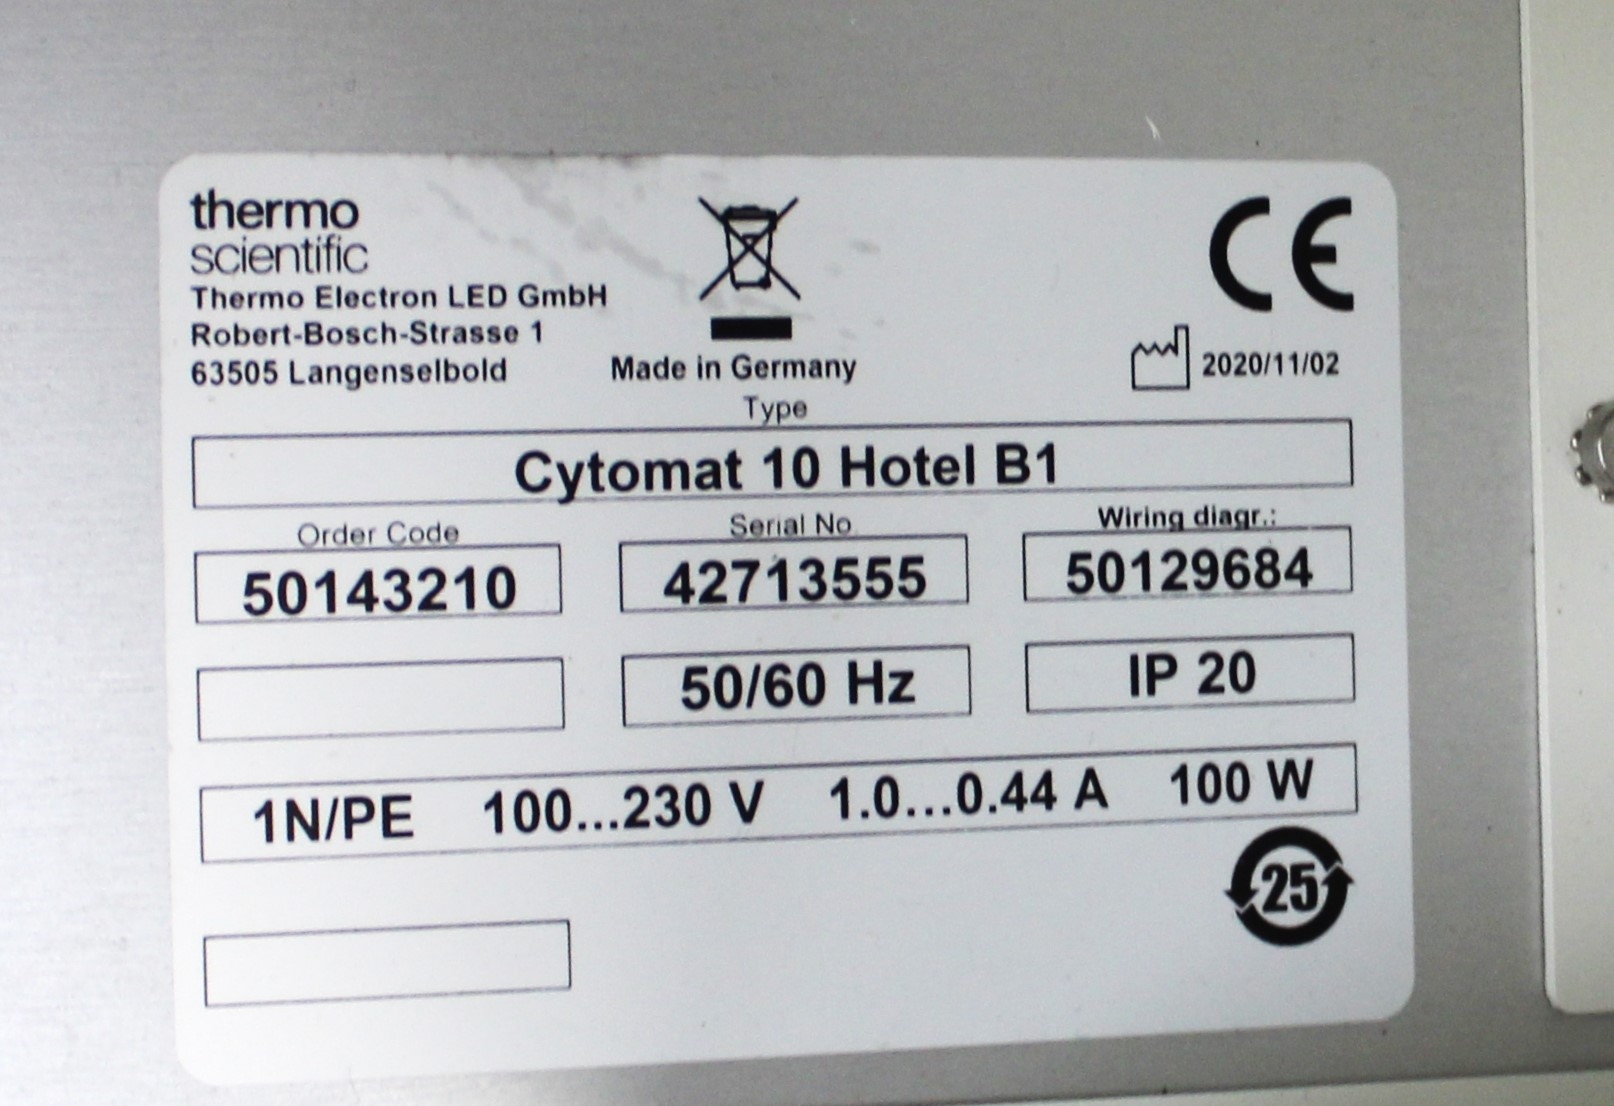 thermo
scientific
Thermo Electron LED GmbH
Robert-Bosch-Strasse 1
63505 Langenselbold
Made in Germany
CE
2020/11/02
Type
Cytomat 10 Hotel B1
Order Code
50143210
Serial No.
42713555
Wiring diagr.:
50129684
50/60 Hz
IP 20
1N/PE 100...230 V 1.0...0.44 A 100 W
25